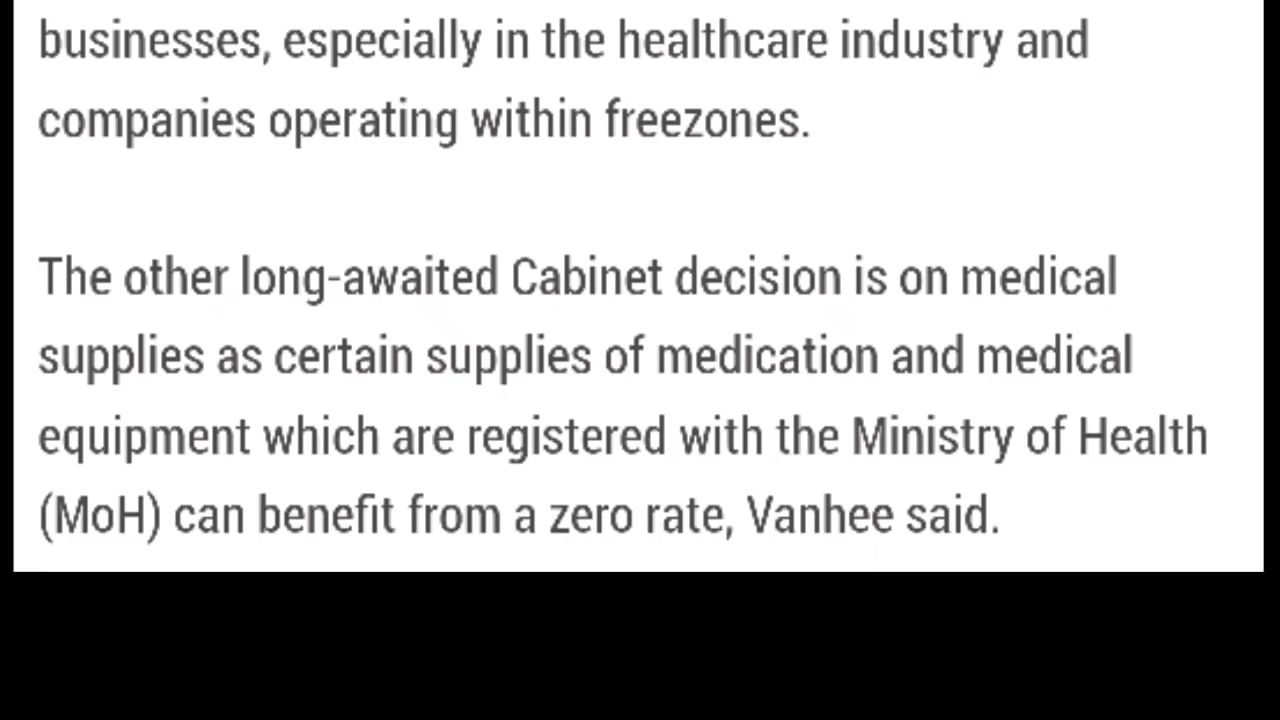 businesses, especially in the healthcare industry and
companies operating within freezones.
The other long-awaited Cabinet decision is on medical
supplies as certain supplies of medication and medical
equipment which are registered with the Ministry of Health
(MoH) can benefit from a zero rate, Vanhee said.